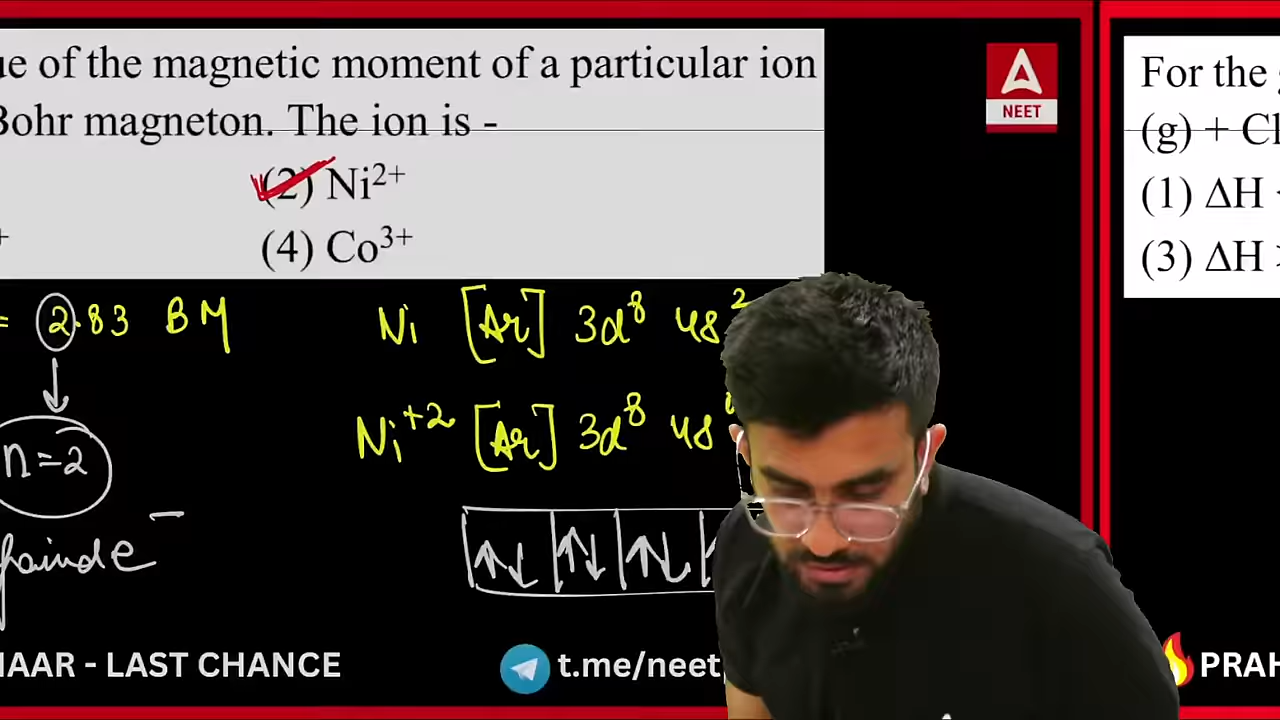 ue of the magnetic moment of a particular ion
Bohr magneton. The ion is -
(2) Ni²⁺
+
(4) Co³⁺
= 2.83 BM
n=2
e⁻
Ni [Ar] 3d⁸ 4s²
Ni⁺² [Ar] 3d⁸ 4s
NEET
For the
(g) + Cl
(1) ΔH
(3) ΔH
HAAR - LAST CHANCE
t.me/neet
PRAH